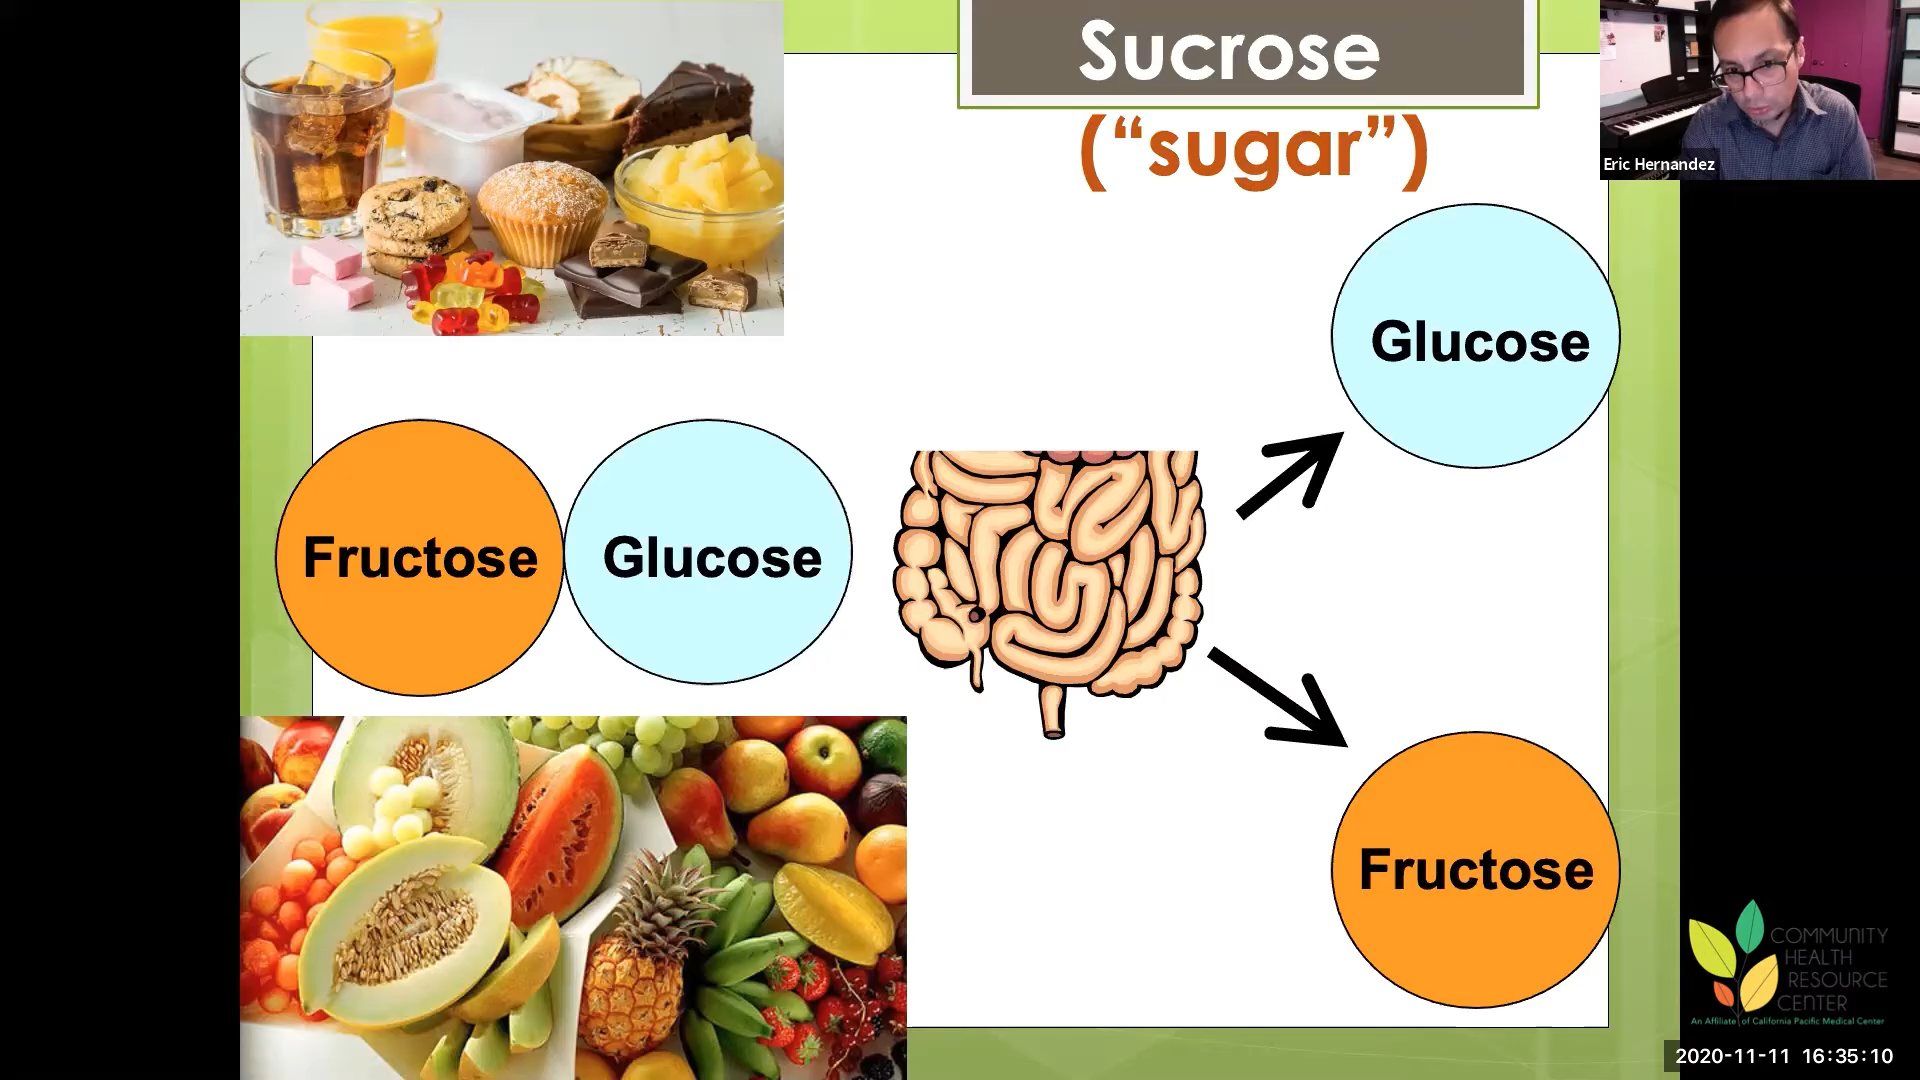 Sucrose
(“sugar”)
Eric Hernandez
Glucose
Fructose
Glucose
Fructose
COMMUNITY
HEALTH
RESOURCE
CENTER
An Affiliate of California Pacific Medical Center
2020-11-11 16:35:10